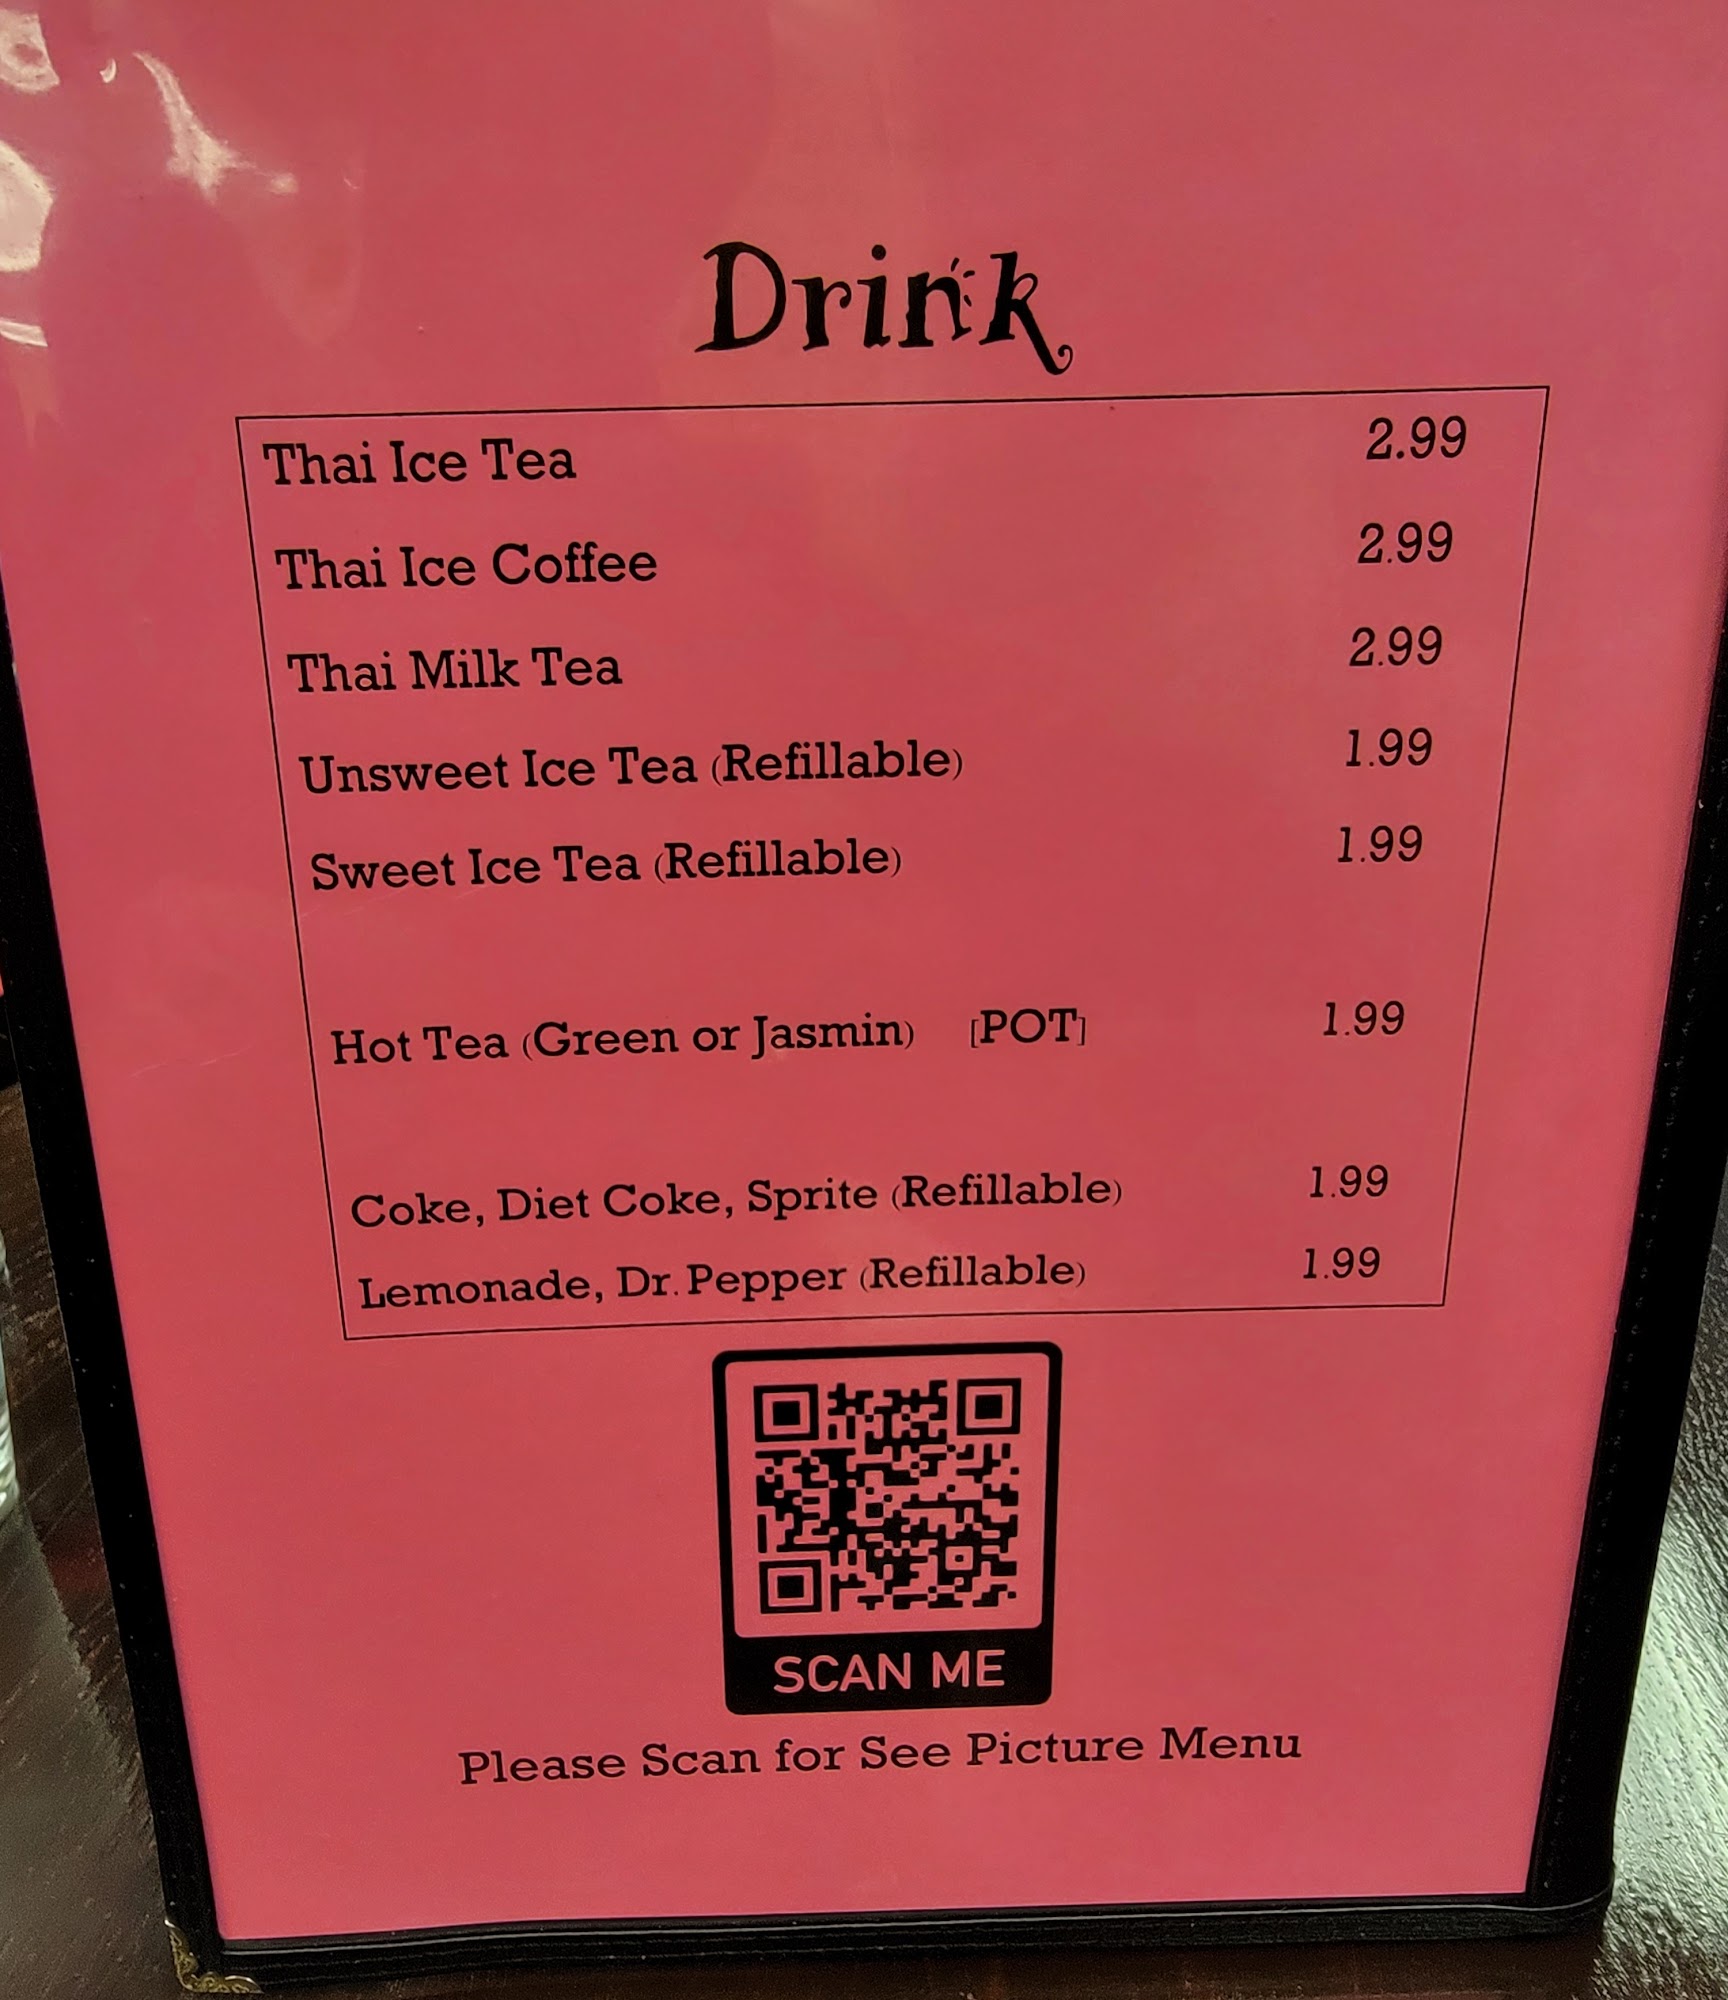 Drink
Thai Ice Tea 2.99
Thai Ice Coffee 2.99
Thai Milk Tea 2.99
Unsweet Ice Tea (Refillable) 1.99
Sweet Ice Tea (Refillable) 1.99
Hot Tea (Green or Jasmin) [POT] 1.99
Coke, Diet Coke, Sprite (Refillable) 1.99
Lemonade, Dr. Pepper (Refillable) 1.99
SCAN ME
Please Scan for See Picture Menu